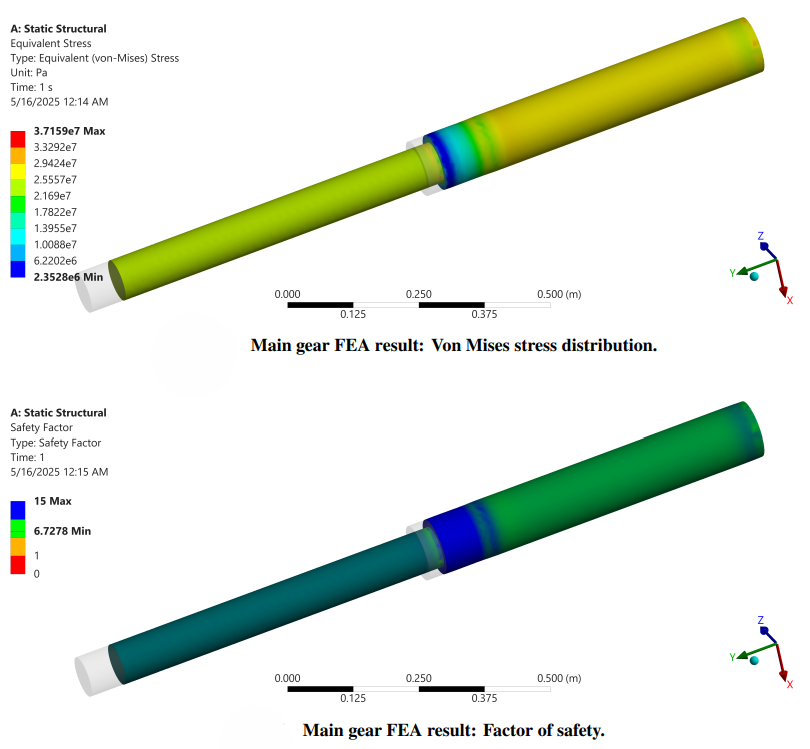 A: Static Structural
Equivalent Stress
Type: Equivalent (von-Mises) Stress
Unit: Pa
Time: 1 s
5/16/2025 12:14 AM
3.7159e7 Max
3.3292e7
2.9424e7
2.5557e7
2.169e7
1.7822e7
1.3955e7
1.0088e7
6.2202e6
2.3528e6 Min
0.000 0.250 0.500 (m)
0.125 0.375
Z
Y
X
Main gear FEA result: Von Mises stress distribution.
A: Static Structural
Safety Factor
Type: Safety Factor
Time: 1
5/16/2025 12:15 AM
15 Max
6.7278 Min
1
0
0.000 0.250 0.500 (m)
0.125 0.375
Z
Y
X
Main gear FEA result: Factor of safety.